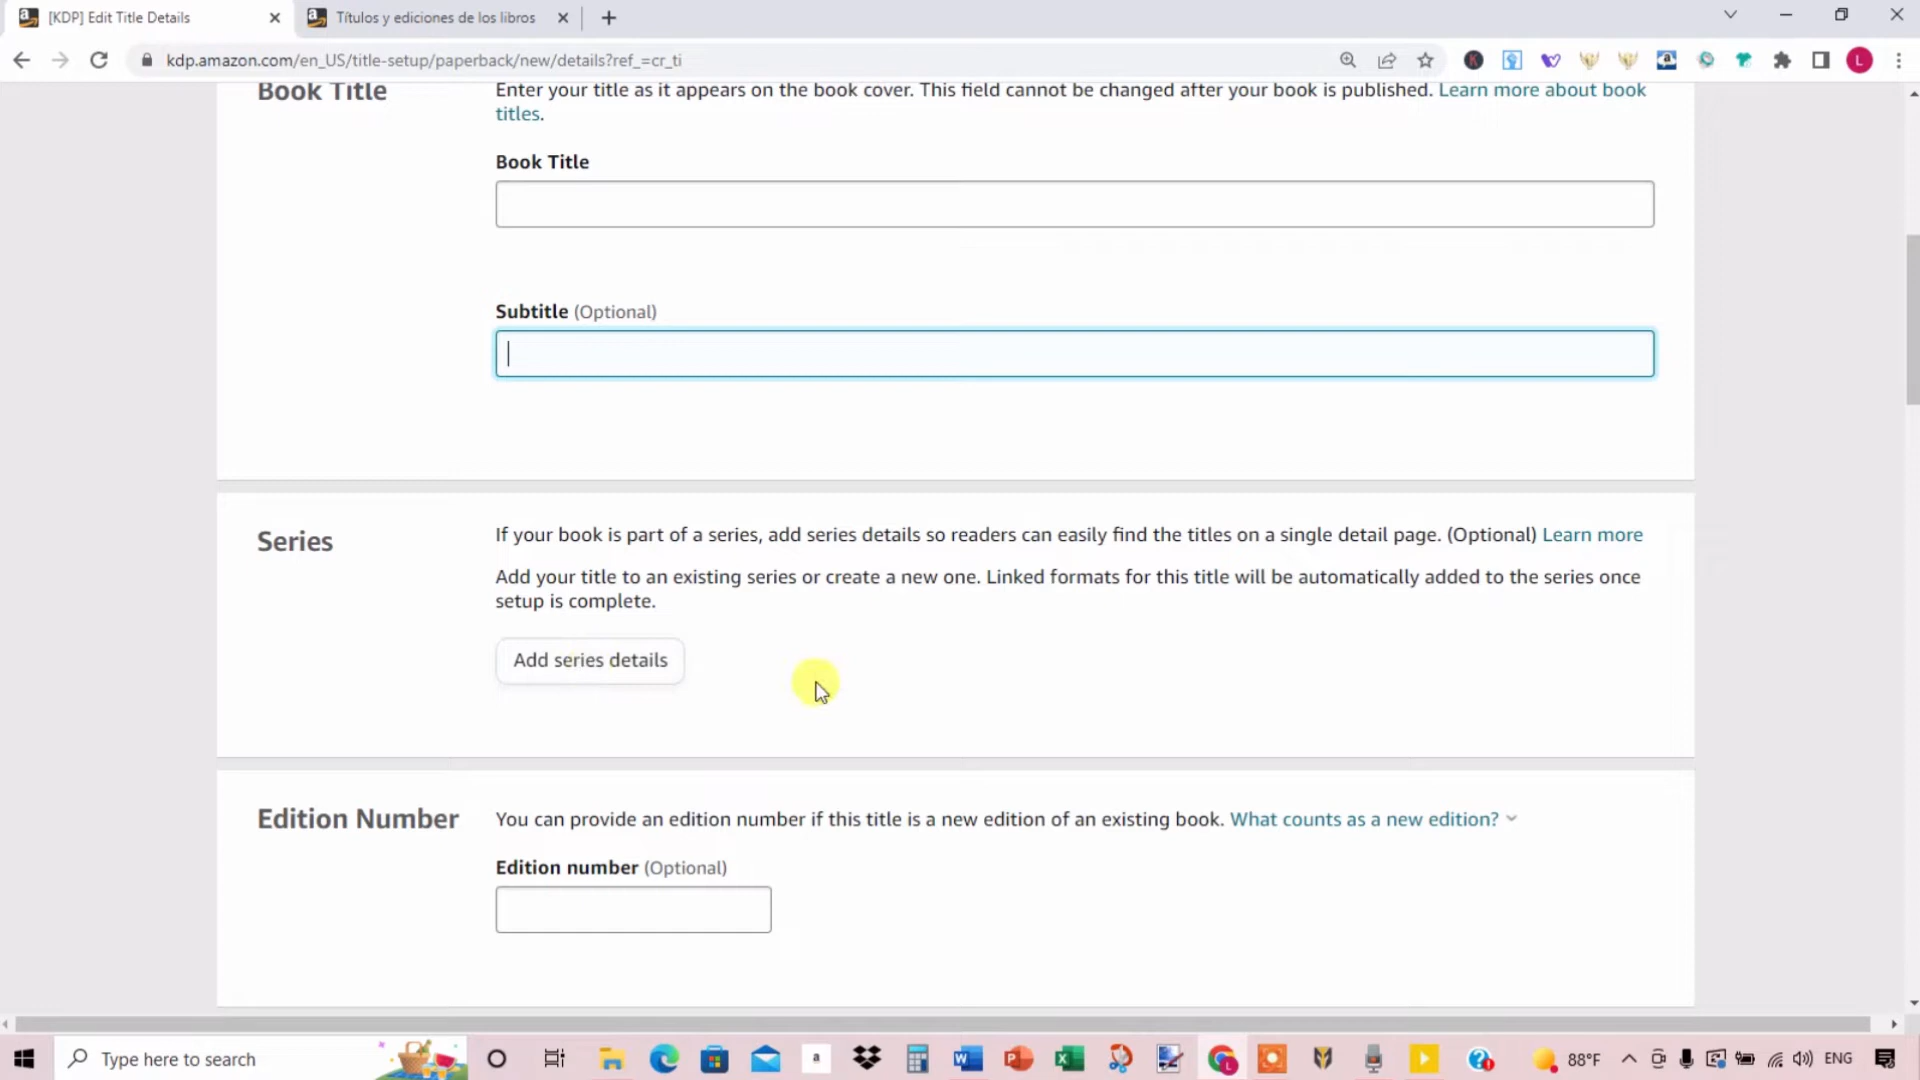 [KDP] Edit Title Details
Títulos y ediciones de los libros
kdp.amazon.com/en_US/title-setup/paperback/new/details?ref_=cr_ti
Book Title
Enter your title as it appears on the book cover. This field cannot be changed after your book is published. Learn more about book
titles.
Book Title
Subtitle (Optional)
Series
If your book is part of a series, add series details so readers can easily find the titles on a single detail page. (Optional) Learn more
Add your title to an existing series or create a new one. Linked formats for this title will be automatically added to the series once
setup is complete.
Add series details
Edition Number
You can provide an edition number if this title is a new edition of an existing book. What counts as a new edition?
Edition number (Optional)
Type here to search
88°F
ENG